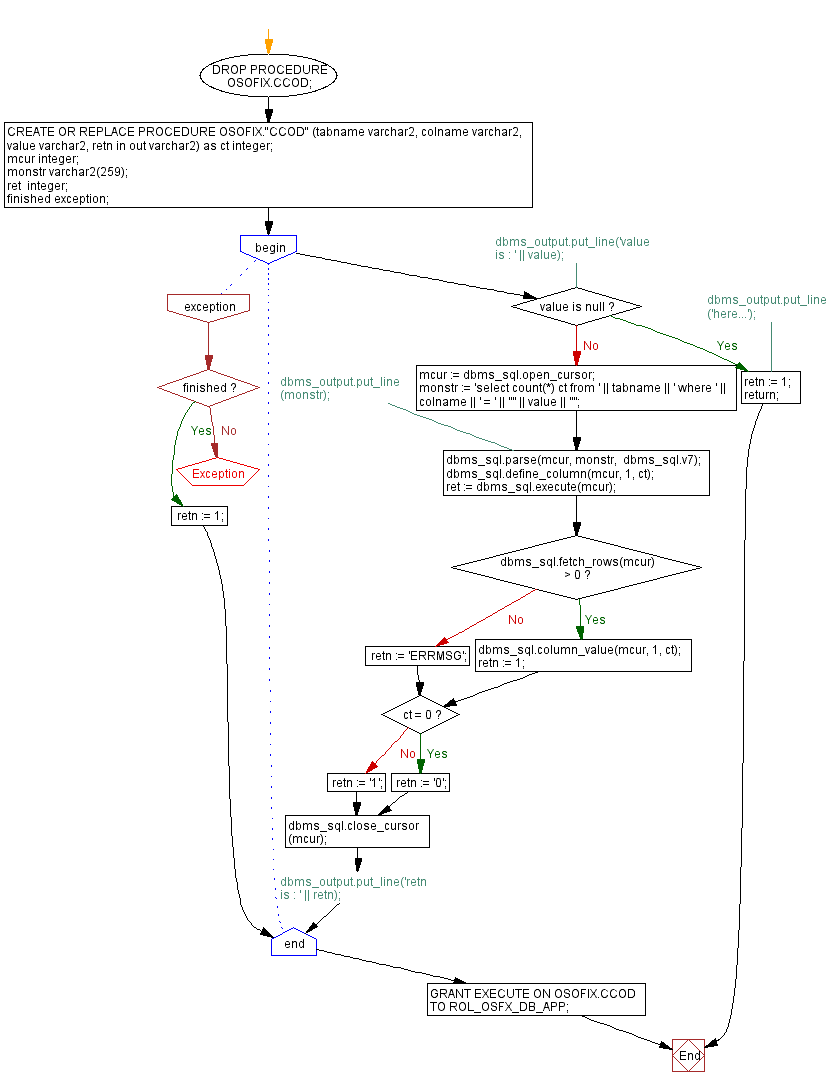 DROP PROCEDURE
OSOFIX.CCOD;
CREATE OR REPLACE PROCEDURE OSOFIX."CCOD" (tabname varchar2, colname varchar2,
value varchar2, retn in out varchar2) as ct integer;
mcur integer;
monstr varchar2(259);
ret  integer;
finished exception;
begin
dbms_output.put_line('value
is : ' || value);
exception
value is null ?
dbms_output.put_line
('here...');
No
Yes
finished ?
dbms_output.put_line
(monstr);
mcur := dbms_sql.open_cursor;
monstr := 'select count(*) ct from ' || tabname || ' where ' ||
colname || ' = ' || '''' || value || '''';
retn := 1;
return;
Yes
No
Exception
dbms_sql.parse(mcur, monstr,  dbms_sql.v7);
dbms_sql.define_column(mcur, 1, ct);
ret := dbms_sql.execute(mcur);
retn := 1;
dbms_sql.fetch_rows(mcur)
> 0 ?
No
Yes
retn := 'ERRMSG';
dbms_sql.column_value(mcur, 1, ct);
retn := 1;
ct = 0 ?
No
Yes
retn := '1';
retn := '0';
dbms_sql.close_cursor
(mcur);
dbms_output.put_line('retn
is : ' || retn);
end
GRANT EXECUTE ON OSOFIX.CCOD
TO ROL_OSFX_DB_APP;
End